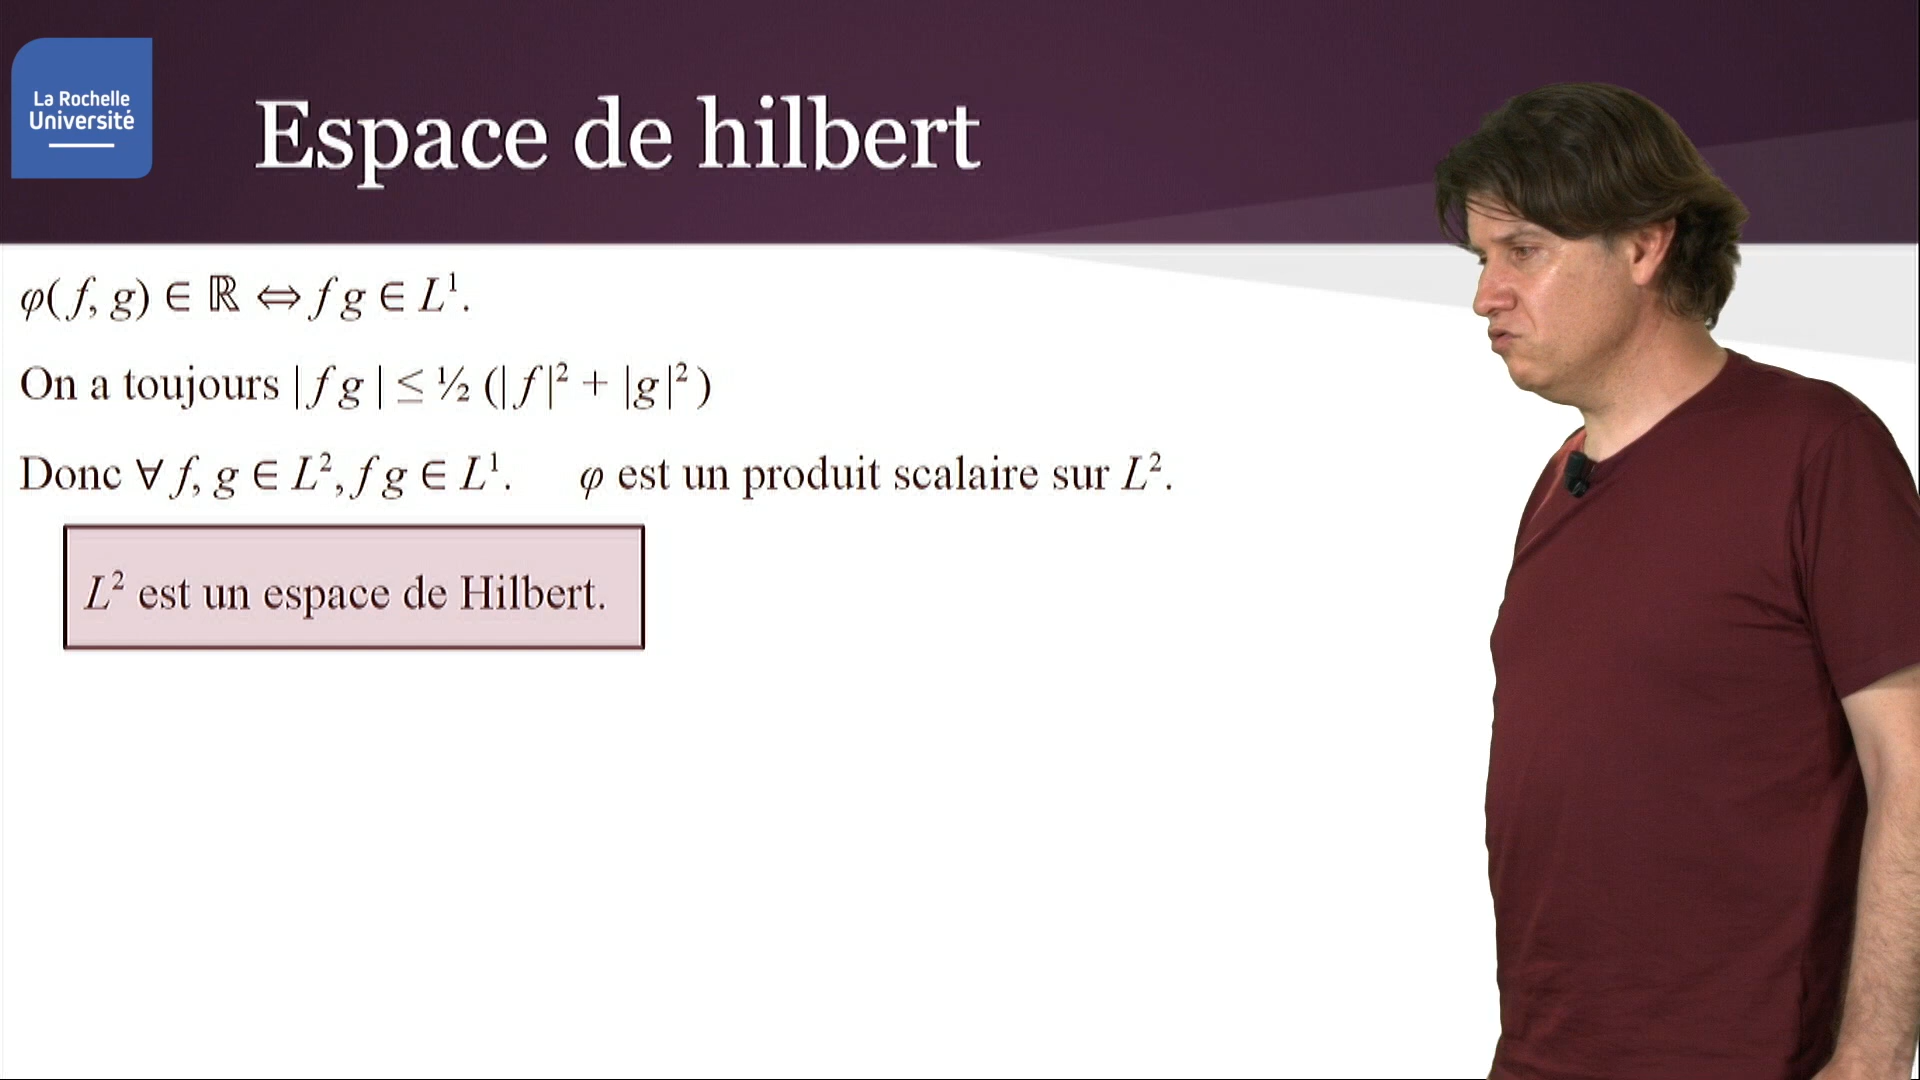 La Rochelle
Université
Espace de hilbert
φ( f, g) ∈ ℝ ⇔ f g ∈ L¹.
On a toujours | f g | ≤ ½ (| f |² + |g|² )
Donc ∀ f, g ∈ L², f g ∈ L¹. φ est un produit scalaire sur L².
L² est un espace de Hilbert.